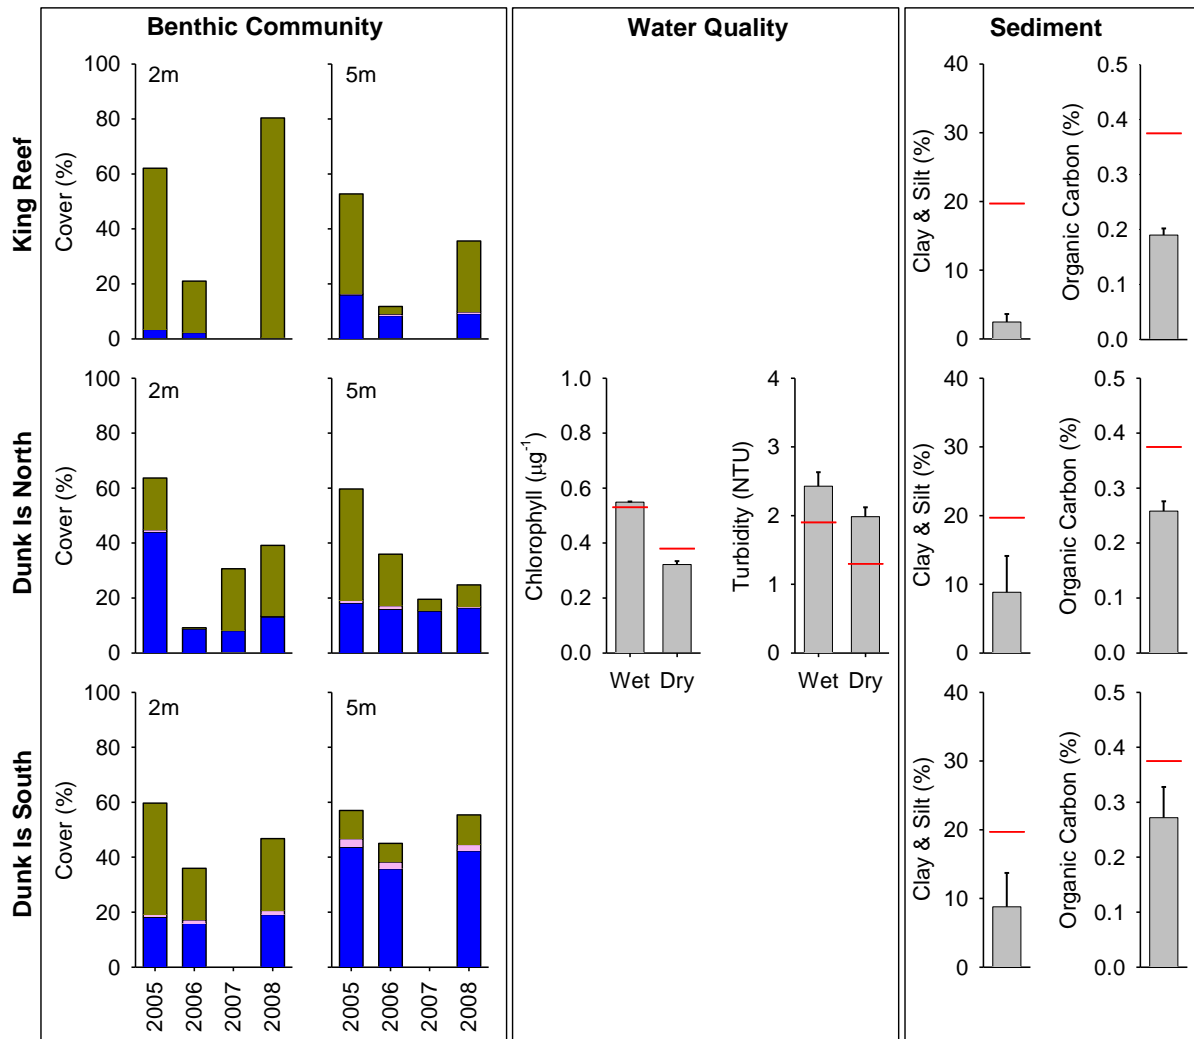 Benthic Community
Water Quality
Sediment
King Reef
Cover (%)
100
80
60
40
20
0
2m
5m
Clay & Silt (%)
40
30
20
10
0
Organic Carbon (%)
0.5
0.4
0.3
0.2
0.1
0.0
Dunk Is North
Cover (%)
100
80
60
40
20
0
2m
5m
Chlorophyll (µg-1)
1.0
0.8
0.6
0.4
0.2
0.0
Wet Dry
Turbidity (NTU)
4
3
2
1
0
Wet Dry
Clay & Silt (%)
40
30
20
10
0
Organic Carbon (%)
0.5
0.4
0.3
0.2
0.1
0.0
Dunk Is South
Cover (%)
100
80
60
40
20
0
2m
5m
2005
2006
2007
2008
2005
2006
2007
2008
Clay & Silt (%)
40
30
20
10
0
Organic Carbon (%)
0.5
0.4
0.3
0.2
0.1
0.0